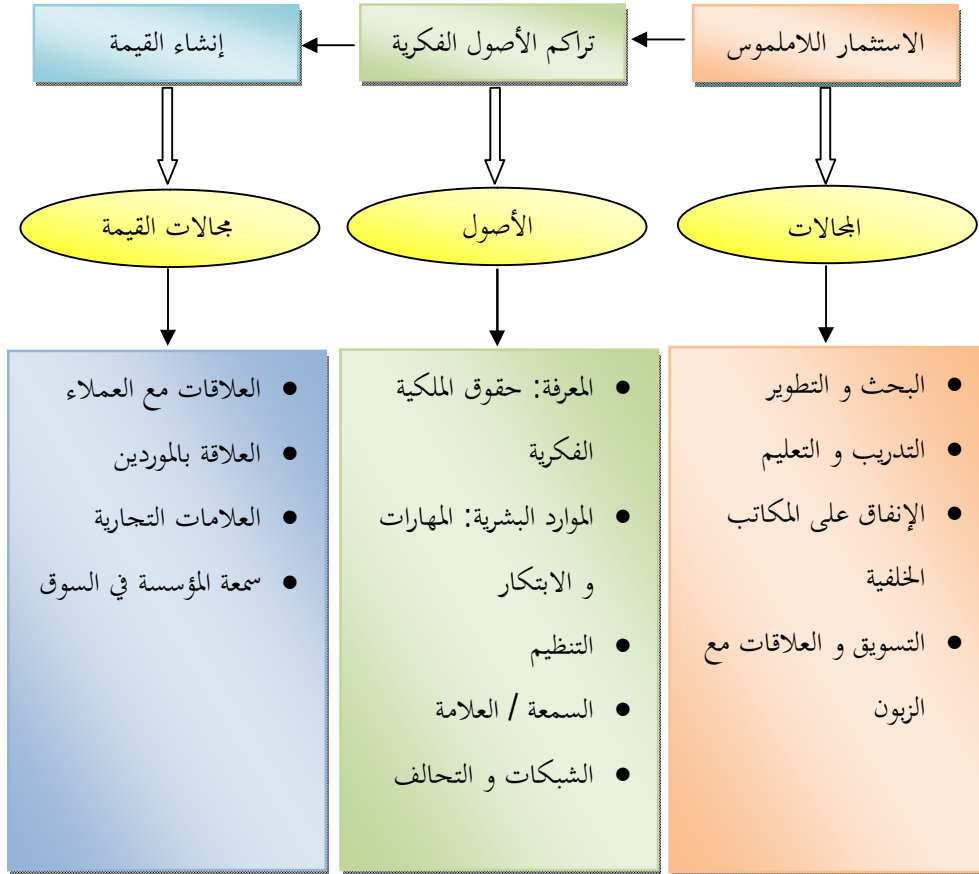 الاستثمار اللاملموس
تراكم الأصول الفكرية
إنشاء القيمة
المجالات
الأصول
مجالات القيمة
• البحث و التطوير
• التدريب و التعليم
• الإنفاق على المكاتب
الخلفية
• التسويق و العلاقات مع
الزبون
• المعرفة: حقوق الملكية
الفكرية
• الموارد البشرية: المهارات
و الابتكار
• التنظيم
• السمعة / العلامة
• الشبكات و التحالف
• العلاقات مع العملاء
• العلاقة بالموردين
• العلامات التجارية
• سمعة المؤسسة في السوق